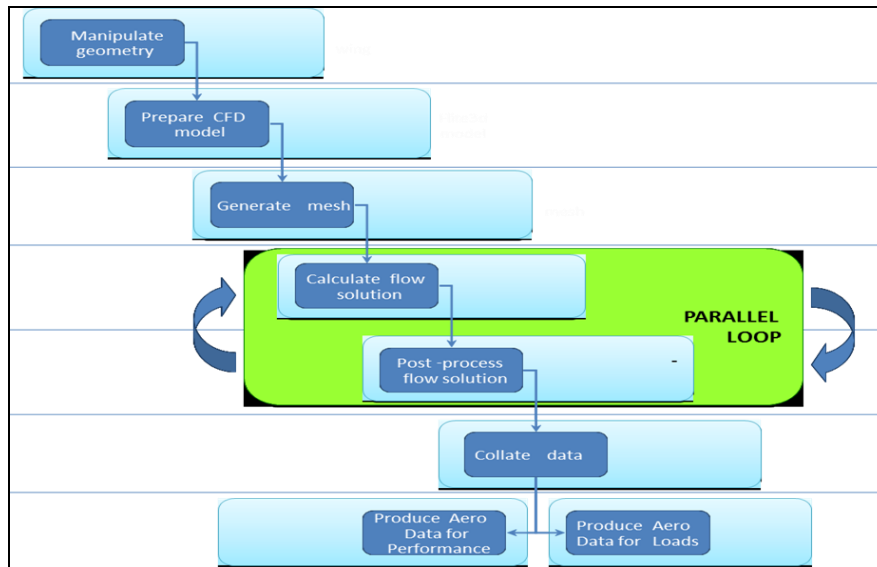 Manipulate
geometry
Prepare CFD
model
Generate mesh
Calculate flow
solution
PARALLEL
LOOP
Post -process
flow solution
-
Collate data
Produce Aero
Data for
Performance
Produce Aero
Data for Loads